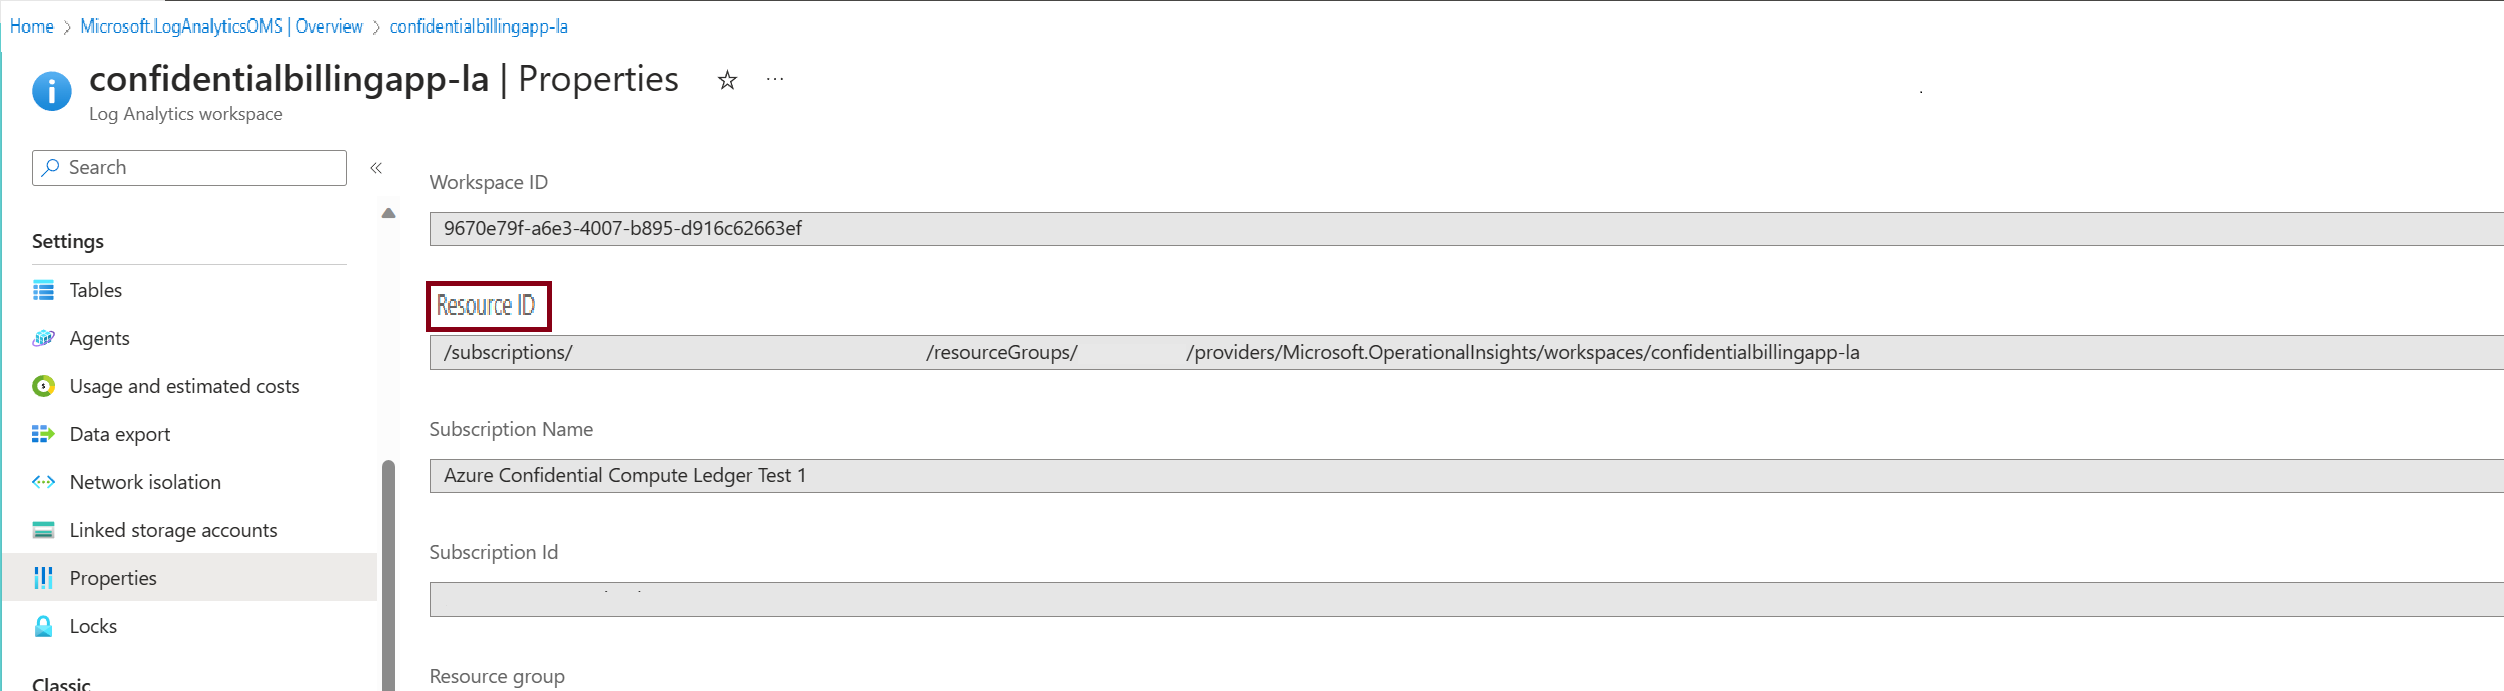 Home > Microsoft.LogAnalyticsOMS | Overview > confidentialbillingapp-la
confidentialbillingapp-la | Properties
Log Analytics workspace
Search
Settings
Tables
Agents
Usage and estimated costs
Data export
Network isolation
Linked storage accounts
Properties
Locks
Classic
Workspace ID
9670e79f-a6e3-4007-b895-d916c62663ef
Resource ID
/subscriptions/ /resourceGroups/ /providers/Microsoft.OperationalInsights/workspaces/confidentialbillingapp-la
Subscription Name
Azure Confidential Compute Ledger Test 1
Subscription Id
Resource group